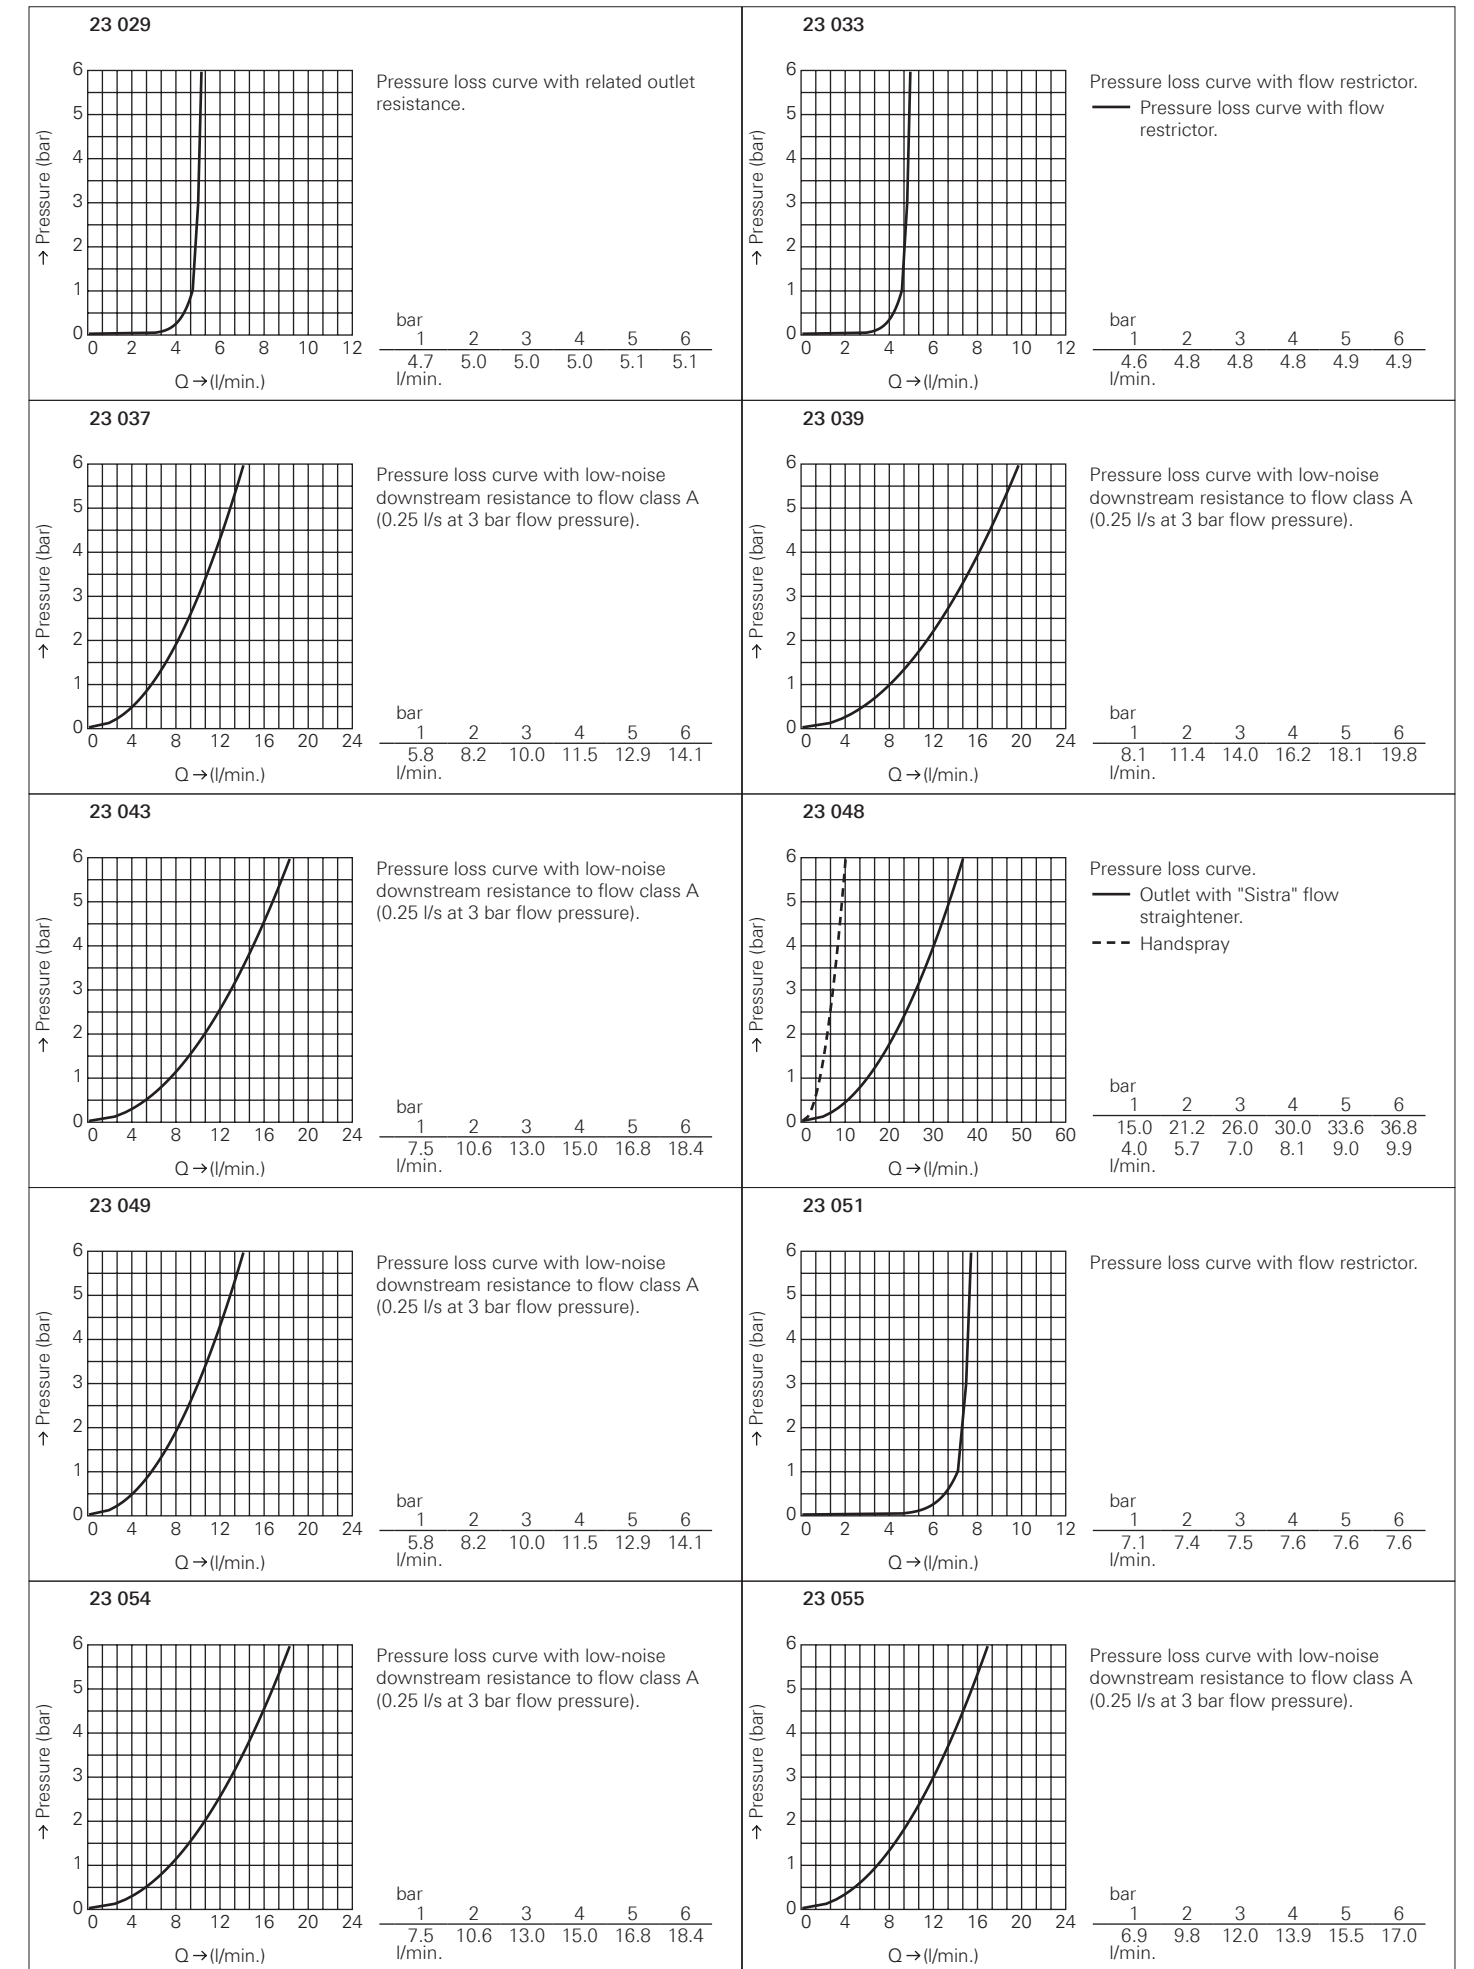 23 029
6
5
4
3
2
1
0
→ Pressure (bar)
0 2 4 6 8 10 12
Q →(l/min.)
Pressure loss curve with related outlet
resistance.
bar
1 2 3 4 5 6
4.7 5.0 5.0 5.0 5.1 5.1
l/min.
23 033
6
5
4
3
2
1
0
→ Pressure (bar)
0 2 4 6 8 10 12
Q →(l/min.)
Pressure loss curve with flow restrictor.
Pressure loss curve with flow
restrictor.
bar
1 2 3 4 5 6
4.6 4.8 4.8 4.8 4.9 4.9
l/min.
23 037
6
5
4
3
2
1
0
→ Pressure (bar)
0 4 8 12 16 20 24
Q →(l/min.)
Pressure loss curve with low-noise
downstream resistance to flow class A
(0.25 l/s at 3 bar flow pressure).
bar
1 2 3 4 5 6
5.8 8.2 10.0 11.5 12.9 14.1
l/min.
23 039
6
5
4
3
2
1
0
→ Pressure (bar)
0 4 8 12 16 20 24
Q →(l/min.)
Pressure loss curve with low-noise
downstream resistance to flow class A
(0.25 l/s at 3 bar flow pressure).
bar
1 2 3 4 5 6
8.1 11.4 14.0 16.2 18.1 19.8
l/min.
23 043
6
5
4
3
2
1
0
→ Pressure (bar)
0 4 8 12 16 20 24
Q →(l/min.)
Pressure loss curve with low-noise
downstream resistance to flow class A
(0.25 l/s at 3 bar flow pressure).
bar
1 2 3 4 5 6
7.5 10.6 13.0 15.0 16.8 18.4
l/min.
23 048
6
5
4
3
2
1
0
→ Pressure (bar)
0 10 20 30 40 50 60
Q →(l/min.)
Pressure loss curve.
Outlet with "Sistra" flow
straightener.
Handspray
bar
1 2 3 4 5 6
15.0 21.2 26.0 30.0 33.6 36.8
4.0 5.7 7.0 8.1 9.0 9.9
l/min.
23 049
6
5
4
3
2
1
0
→ Pressure (bar)
0 4 8 12 16 20 24
Q →(l/min.)
Pressure loss curve with low-noise
downstream resistance to flow class A
(0.25 l/s at 3 bar flow pressure).
bar
1 2 3 4 5 6
5.8 8.2 10.0 11.5 12.9 14.1
l/min.
23 051
6
5
4
3
2
1
0
→ Pressure (bar)
0 2 4 6 8 10 12
Q →(l/min.)
Pressure loss curve with flow restrictor.
bar
1 2 3 4 5 6
7.1 7.4 7.5 7.6 7.6 7.6
l/min.
23 054
6
5
4
3
2
1
0
→ Pressure (bar)
0 4 8 12 16 20 24
Q →(l/min.)
Pressure loss curve with low-noise
downstream resistance to flow class A
(0.25 l/s at 3 bar flow pressure).
bar
1 2 3 4 5 6
7.5 10.6 13.0 15.0 16.8 18.4
l/min.
23 055
6
5
4
3
2
1
0
→ Pressure (bar)
0 4 8 12 16 20 24
Q →(l/min.)
Pressure loss curve with low-noise
downstream resistance to flow class A
(0.25 l/s at 3 bar flow pressure).
bar
1 2 3 4 5 6
6.9 9.8 12.0 13.9 15.5 17.0
l/min.